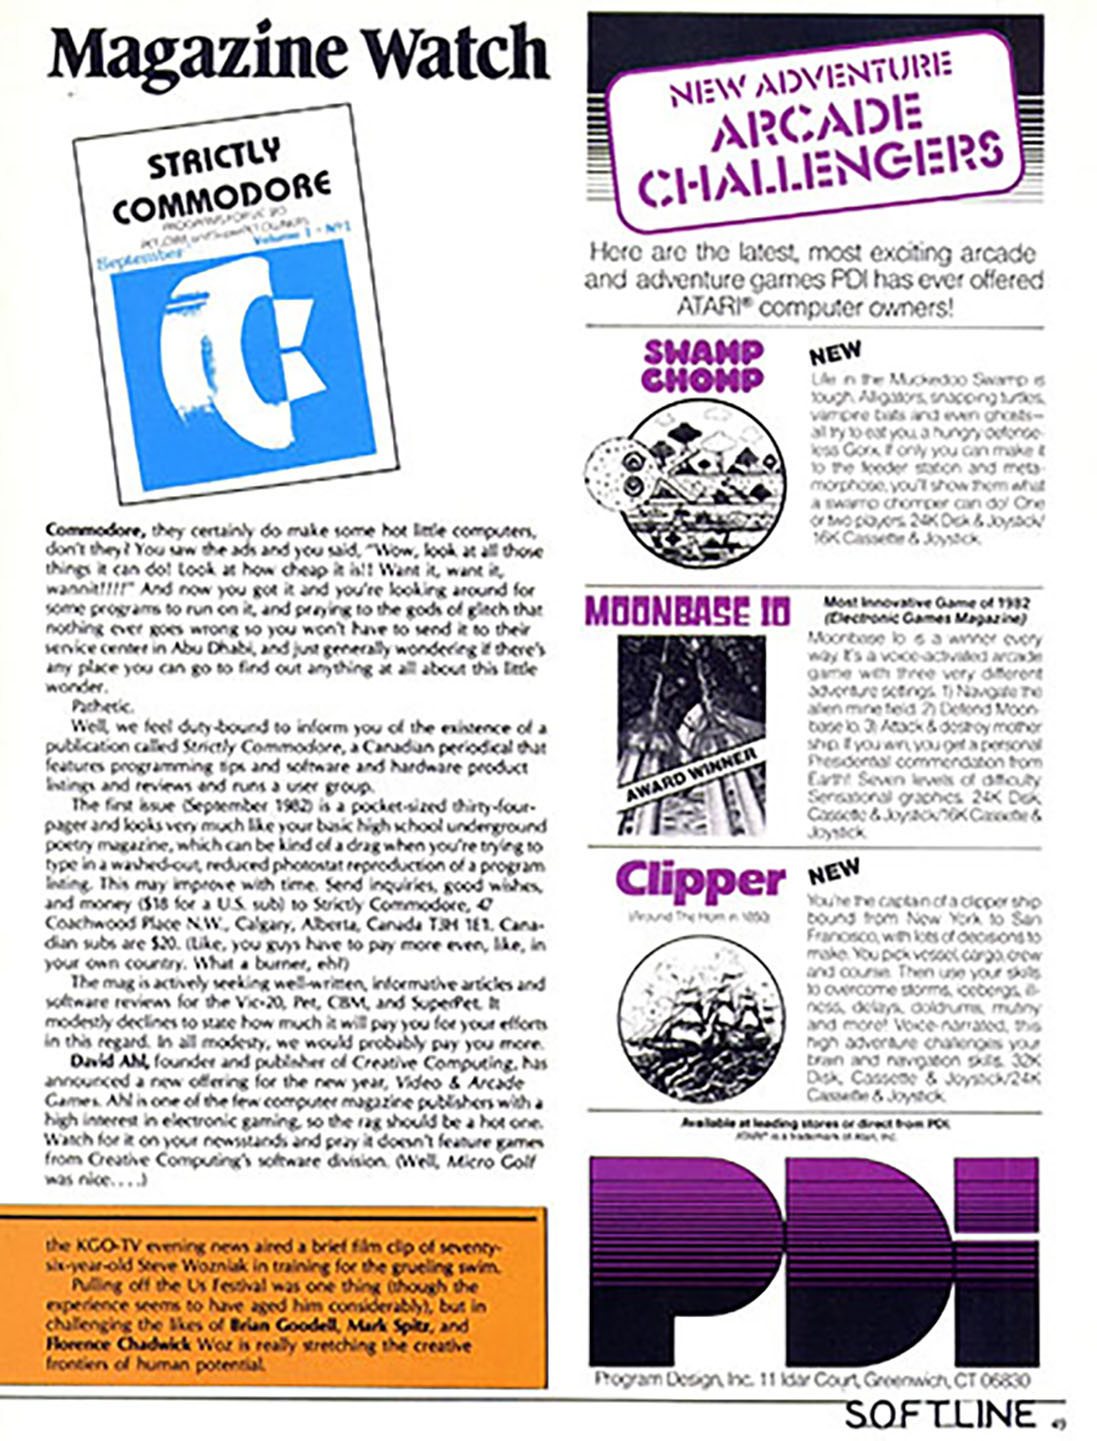 Magazine Watch
STRICTLY
COMMODORE
PROGRAMS FOR VIC 20
PET, CBM, and SuperPET OWNERS
September
Volume 1 - Nº1
Commodore, they certainly do make some hot little computers,
don't they? You saw the ads and you said, "Wow, look at all those
things it can do! Look at how cheap it is!! Want it, want it,
wannit!!!!" And now you got it and you're looking around for
some programs to run on it, and praying to the gods of glitch that
nothing ever goes wrong so you won't have to send it to their
service center in Abu Dhabi, and just generally wondering if there's
any place you can go to find out anything at all about this little
wonder.
Pathetic.
Well, we feel duty-bound to inform you of the existence of a
publication called Strictly Commodore, a Canadian periodical that
features programming tips and software and hardware product
listings and reviews and runs a user group.
The first issue (September 1982) is a pocket-sized thirty-four-
pager and looks very much like your basic high school underground
poetry magazine, which can be kind of a drag when you're trying to
type in a washed-out, reduced photostat reproduction of a program
listing. This may improve with time. Send inquiries, good wishes,
and money ($18 for a U.S. sub) to Strictly Commodore, 47
Coachwood Place N.W., Calgary, Alberta, Canada T3H 1E1. Cana-
dian subs are $20. (Like, you guys have to pay more even, like, in
your own country. What a burner, eh?)
The mag is actively seeking well-written, informative articles and
software reviews for the Vic-20, Pet, CBM, and SuperPet. It
modestly declines to state how much it will pay you for your efforts
in this regard. In all modesty, we would probably pay you more.
David Ahl, founder and publisher of Creative Computing, has
announced a new offering for the new year, Video & Arcade
Games. Ahl is one of the few computer magazine publishers with a
high interest in electronic gaming, so the rag should be a hot one.
Watch for it on your newsstands and pray it doesn't feature games
from Creative Computing's software division. (Well, Micro Golf
was nice. . . .)
the KGO-TV evening news aired a brief film clip of seventy-
six-year-old Steve Wozniak in training for the grueling swim.
Pulling off the Us Festival was one thing (though the
experience seems to have aged him considerably), but in
challenging the likes of Brian Goodell, Mark Spitz, and
Florence Chadwick Woz is really stretching the creative
frontiers of human potential.
NEW ADVENTURE
ARCADE
CHALLENGERS
Here are the latest, most exciting arcade
and adventure games PDI has ever offered
ATARI® computer owners!
SWAMP
CHOMP
NEW
Life in the Muckedoo Swamp is
tough. Alligators, snapping turtles,
vampire bats and even ghosts—
all try to eat you, a hungry defense-
less Gorx. If only you can make it
to the feeder station and meta-
morphose, you'll show them what
a swamp chomper can do! One
or two players. 24K Disk & Joystick/
16K Cassette & Joystick.
MOONBASE IO
AWARD WINNER
Most Innovative Game of 1982
(Electronic Games Magazine)
Moonbase Io is a winner every
way. It's a voice-activated arcade
game with three very different
adventure settings. 1) Navigate the
alien mine field. 2) Defend Moon-
base Io. 3) Attack & destroy mother
ship. If you win, you get a personal
Presidential commendation from
Earth! Seven levels of difficulty.
Sensational graphics. 24K Disk,
Cassette & Joystick/16K Cassette &
Joystick.
Clipper
(Around The Horn in 1850)
NEW
You're the captain of a clipper ship
bound from New York to San
Francisco, with lots of decisions to
make. You pick vessel, cargo, crew
and course. Then use your skills
to overcome storms, icebergs, ill-
ness, delays, doldrums, mutiny
and more! Voice-narrated, this
high adventure challenges your
brain and navigation skills. 32K
Disk, Cassette & Joystick/24K
Cassette & Joystick.
Available at leading stores or direct from PDI.
ATARI® is a trademark of Atari, Inc.
PDI
Program Design, Inc. 11 Idar Court, Greenwich, CT 06830
SOFTLINE 49